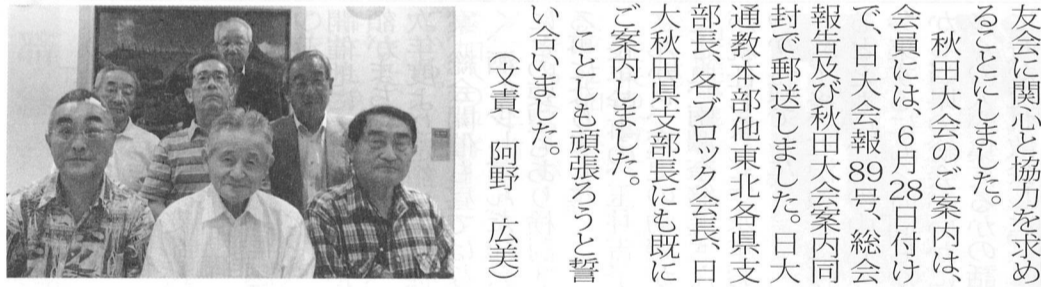 友会に関心と協力を求め
ることにしました。
秋田大会のご案内は、
会員には、6月28日付け
で、日大会報89号、総会
報告及び秋田大会案内同
封で郵送しました。日大
通教本部他東北各県支
部長、各ブロック会長、日
大秋田県支部長にも既に
ご案内しました。
ことしも頑張ろうと誓
い合いました。
(文責 阿野 広美)